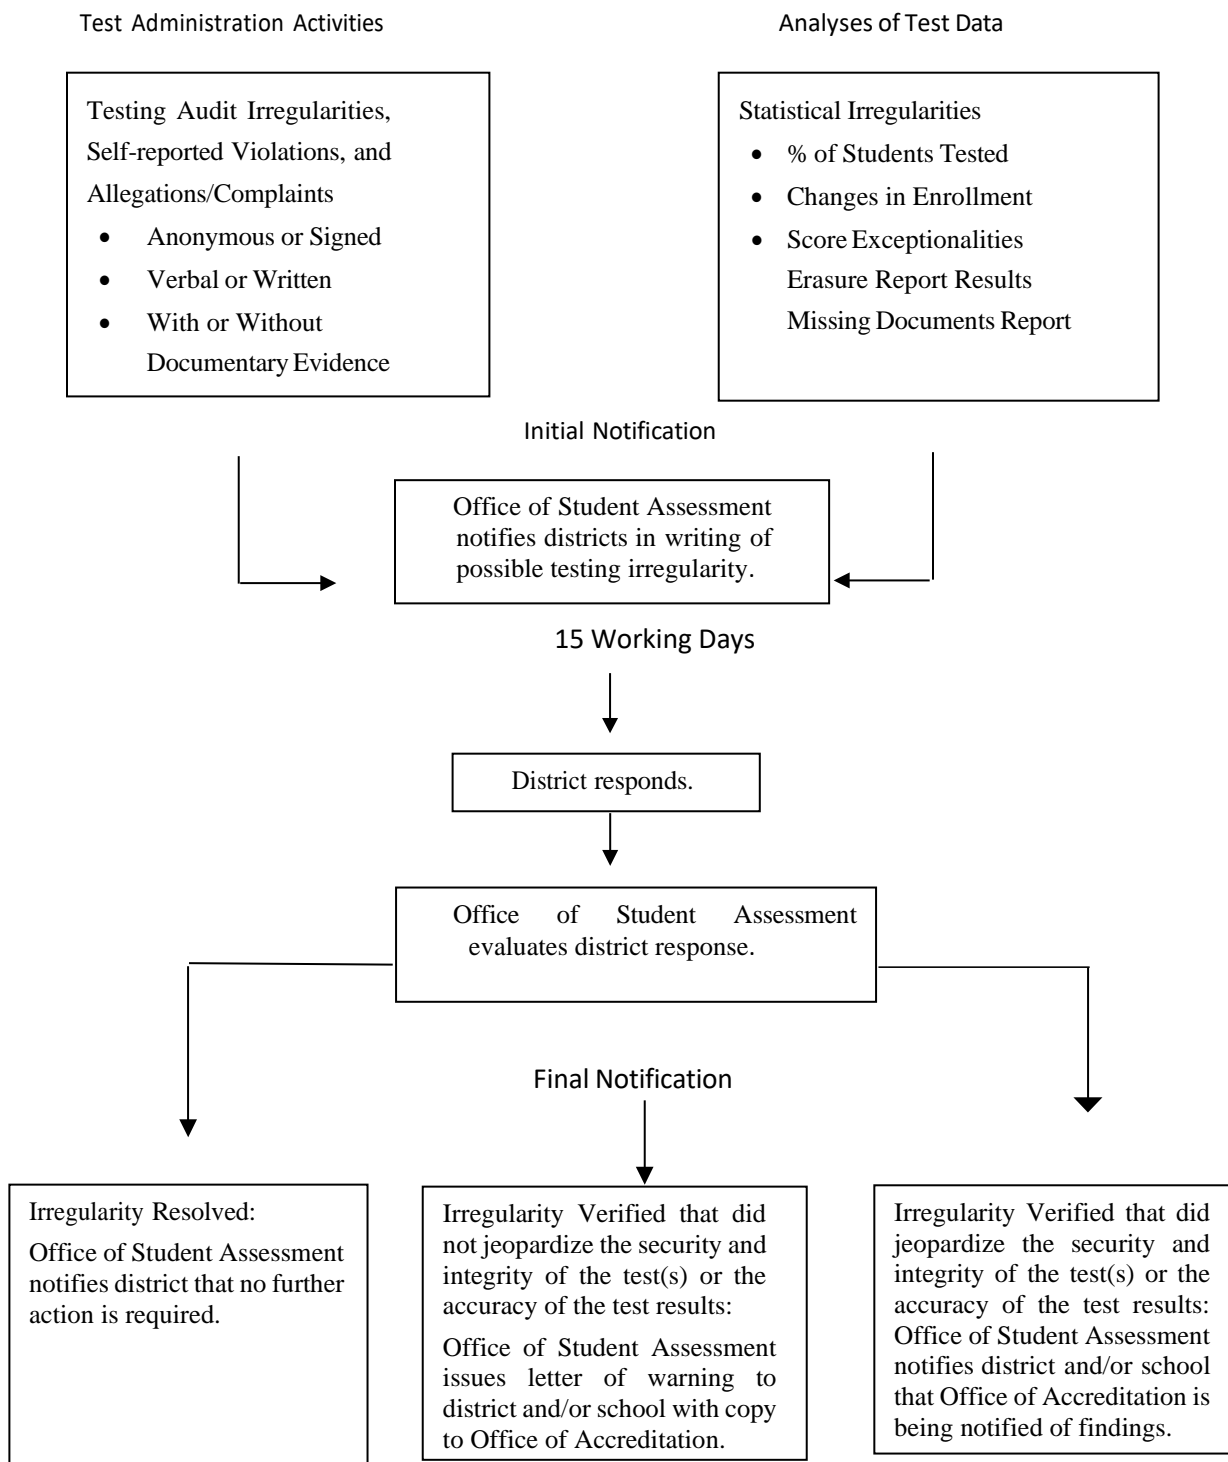 Test Administration Activities
Analyses of Test Data
Testing Audit Irregularities,
Self-reported Violations, and
Allegations/Complaints
• Anonymous or Signed
• Verbal or Written
• With or Without
Documentary Evidence
Statistical Irregularities
• % of Students Tested
• Changes in Enrollment
• Score Exceptionalities
Erasure Report Results
Missing Documents Report
Initial Notification
Office of Student Assessment
notifies districts in writing of
possible testing irregularity.
15 Working Days
District responds.
Office of Student Assessment
evaluates district response.
Final Notification
Irregularity Resolved:
Office of Student Assessment
notifies district that no further
action is required.
Irregularity Verified that did
not jeopardize the security and
integrity of the test(s) or the
accuracy of the test results:
Office of Student Assessment
issues letter of warning to
district and/or school with copy
to Office of Accreditation.
Irregularity Verified that did
jeopardize the security and
integrity of the test(s) or the
accuracy of the test results:
Office of Student Assessment
notifies district and/or school
that Office of Accreditation is
being notified of findings.